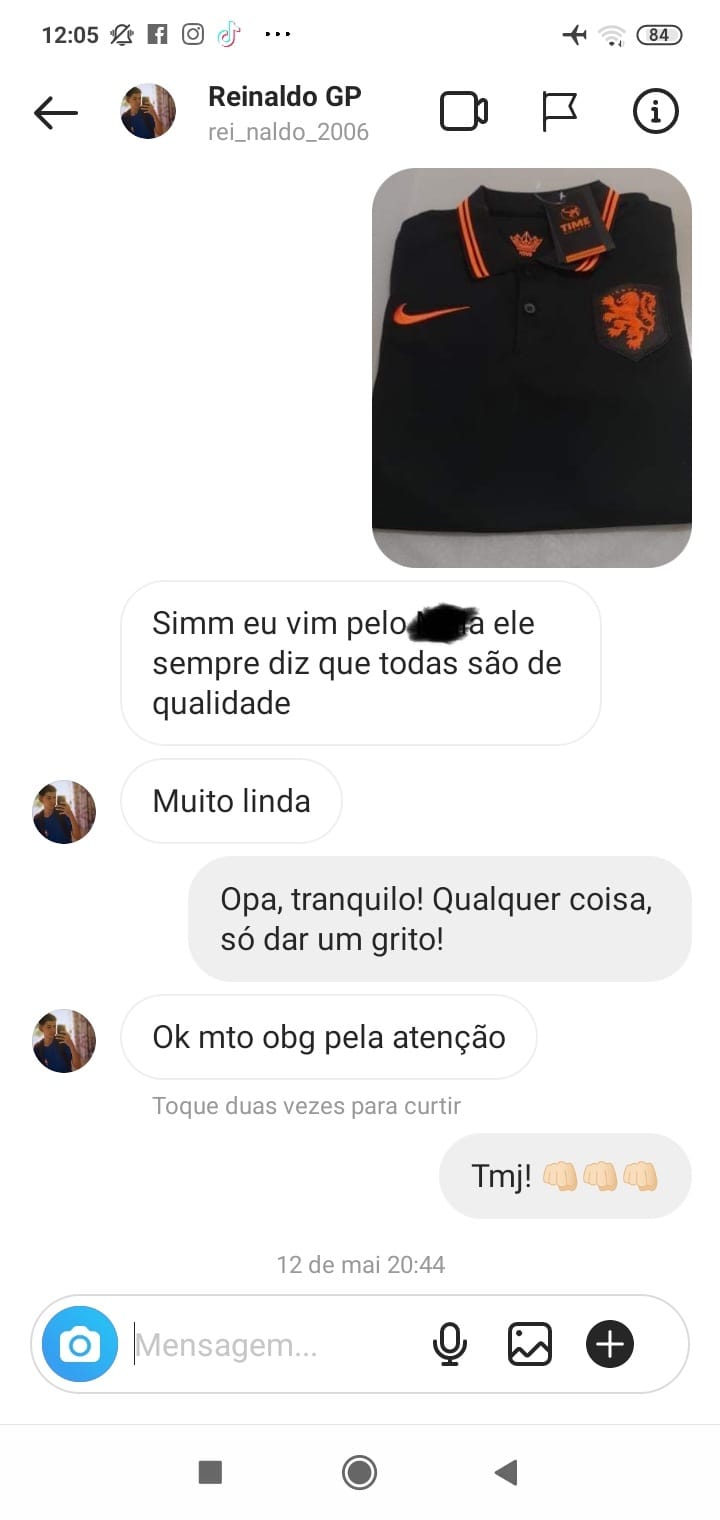 12:05
84
Reinaldo GP
rei_naldo_2006
TIME
Simm eu vim pelo ele
sempre diz que todas são de
qualidade
Muito linda
Opa, tranquilo! Qualquer coisa,
só dar um grito!
Ok mto obg pela atenção
Toque duas vezes para curtir
Tmj! 👊🏻👊🏻👊🏻
12 de mai 20:44
Mensagem...